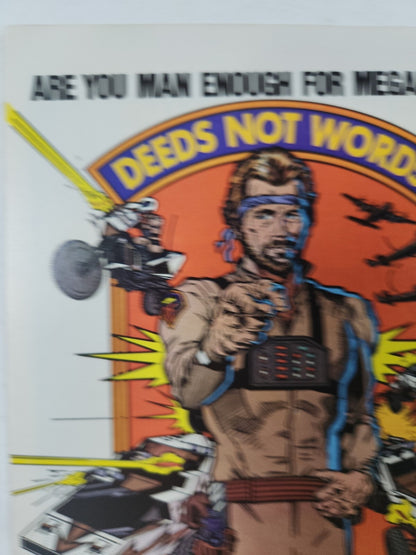 ARE YOU MAN ENOUGH FOR MEGA
DEEDS NOT WORDS